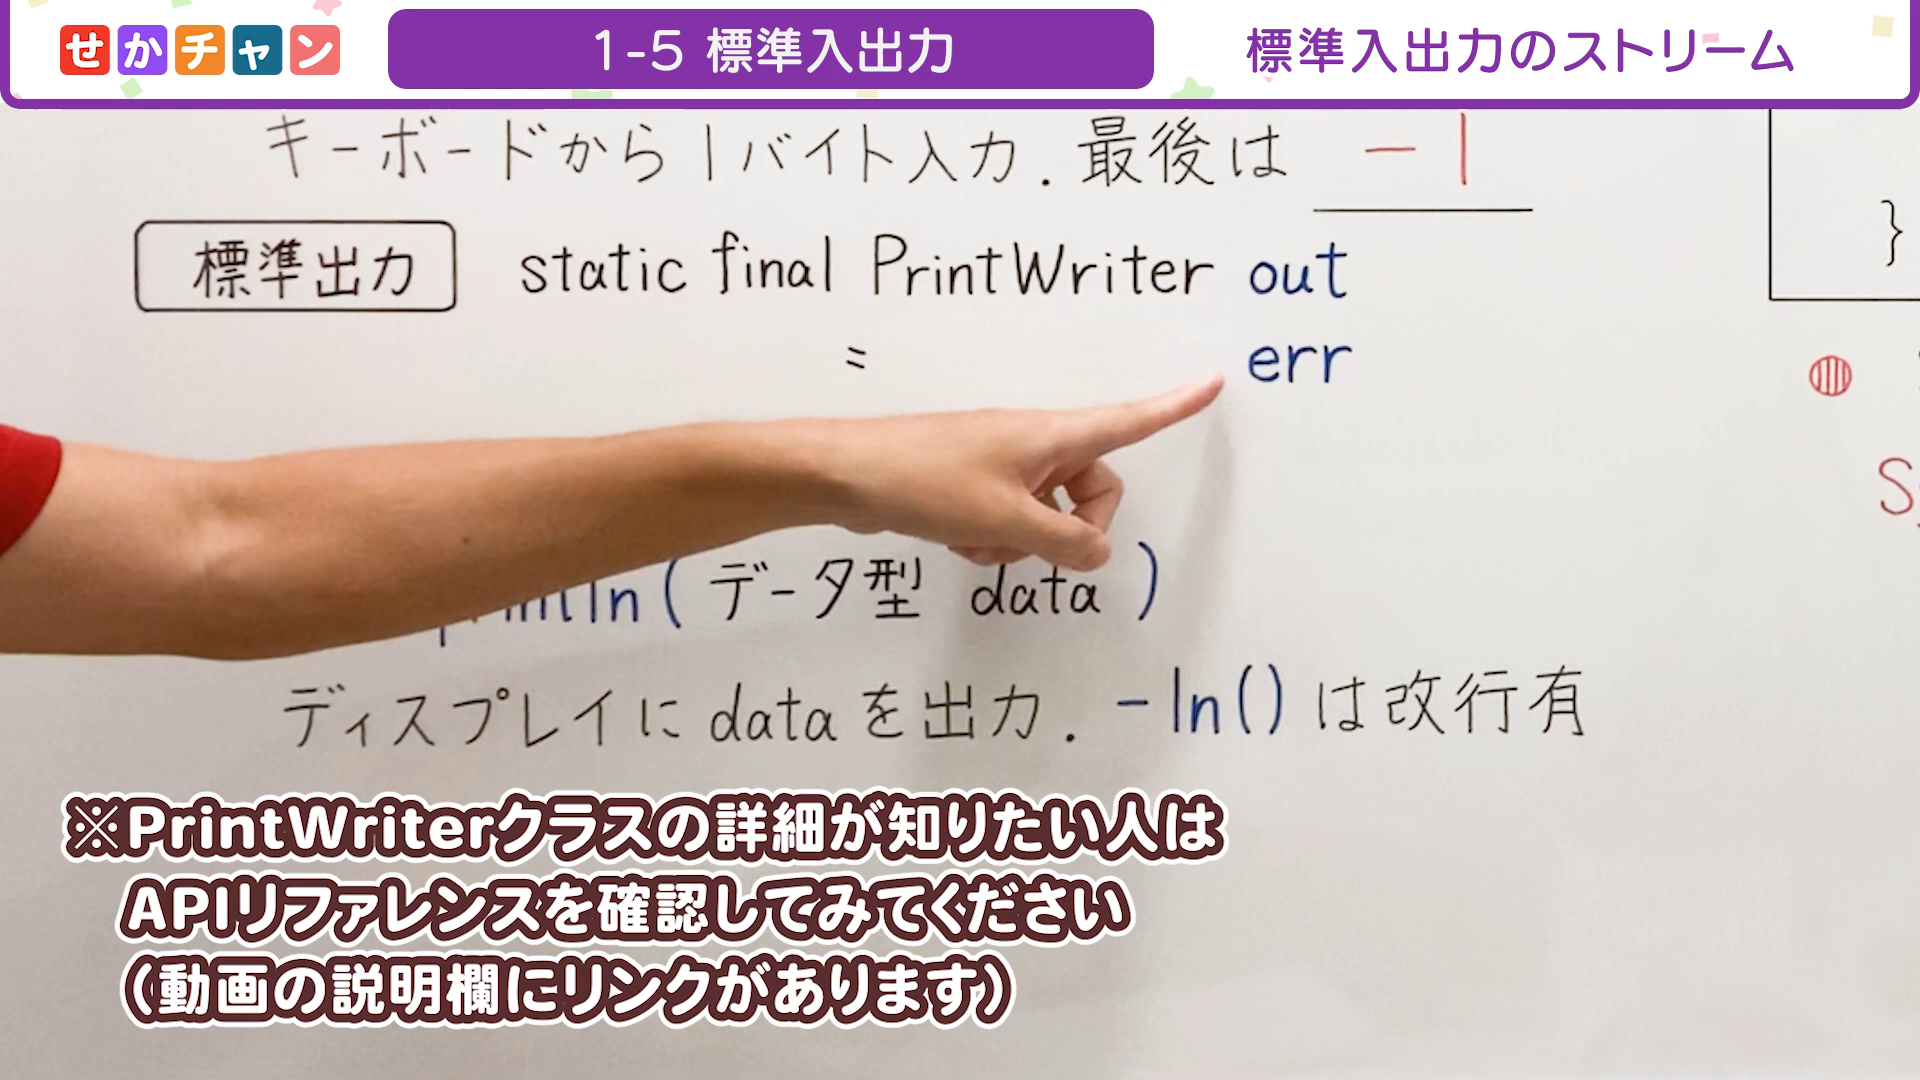 せかチャン
1-5 標準入出力
標準入出力のストリーム
キーボードから1バイト入力. 最後は -1
標準出力 static final PrintWriter out
〃 err
println(データ型 data)
ディスプレイに data を出力. -ln()は改行有
}
※PrintWriterクラスの詳細が知りたい人は
APIリファレンスを確認してみてください
(動画の説明欄にリンクがあります)